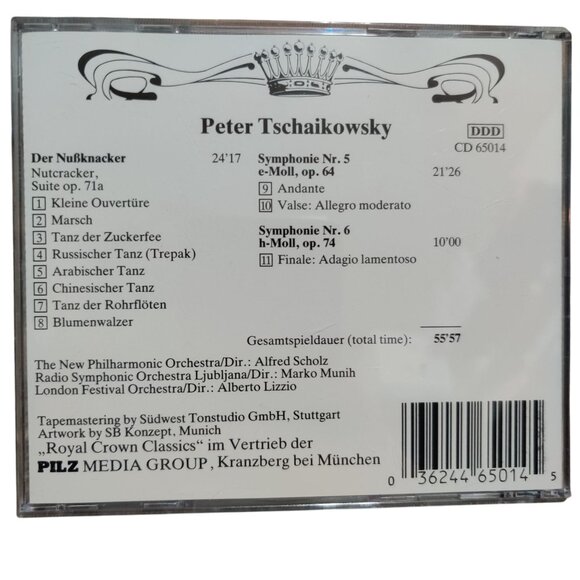 Peter Tschaikowsky
DDD
CD 65014
Der Nußknacker 24'17
Nutcracker,
Suite op. 71a
1 Kleine Ouvertüre
2 Marsch
3 Tanz der Zuckerfee
4 Russischer Tanz (Trepak)
5 Arabischer Tanz
6 Chinesischer Tanz
7 Tanz der Rohrflöten
8 Blumenwalzer
Symphonie Nr. 5
e-Moll, op. 64 21'26
9 Andante
10 Valse: Allegro moderato
Symphonie Nr. 6
h-Moll, op. 74 10'00
11 Finale: Adagio lamentoso
Gesamtspieldauer (total time): 55'57
The New Philharmonic Orchestra/Dir.: Alfred Scholz
Radio Symphonic Orchestra Ljubljana/Dir.: Marko Munih
London Festival Orchestra/Dir.: Alberto Lizzio
Tapemastering by Südwest Tonstudio GmbH, Stuttgart
Artwork by SB Konzept, Munich
„Royal Crown Classics“ im Vertrieb der
PILZ MEDIA GROUP, Kranzberg bei München
0 36244 65014 5